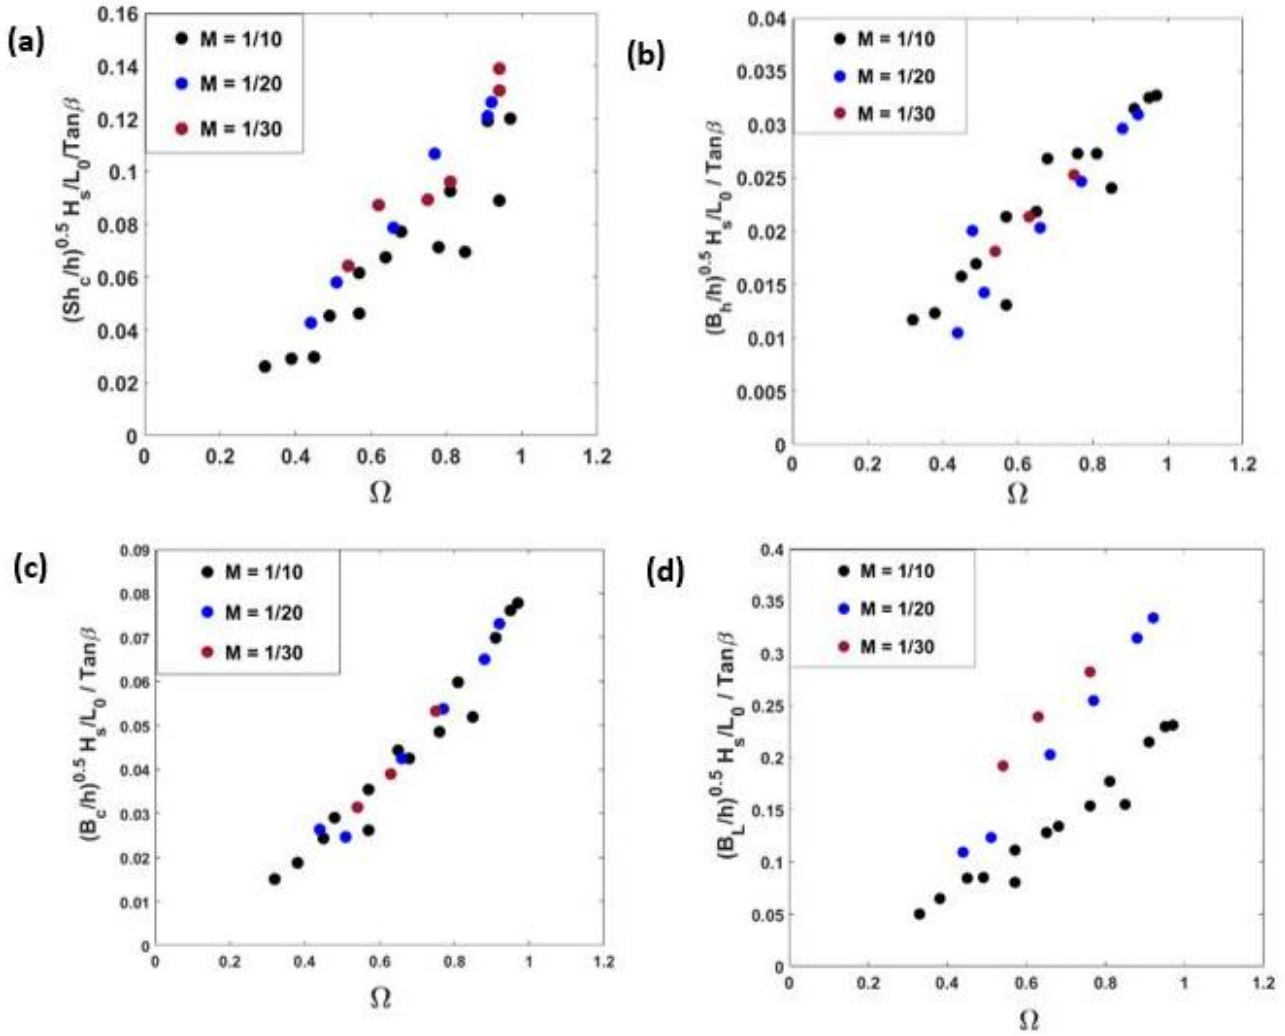 (a)
0.16
0.14
0.12
0.1
0.08
0.06
0.04
0.02
0
M = 1/10
M = 1/20
M = 1/30
(Sh_c/h)^0.5 H_s/L_0/Tanβ
0 0.2 0.4 0.6 0.8 1 1.2
Ω
(b)
0.04
0.035
0.03
0.025
0.02
0.015
0.01
0.005
0
M = 1/10
M = 1/20
M = 1/30
(B_h/h)^0.5 H_s/L_0 / Tanβ
0 0.2 0.4 0.6 0.8 1 1.2
Ω
(c)
0.09
0.08
0.07
0.06
0.05
0.04
0.03
0.02
0.01
0
M = 1/10
M = 1/20
M = 1/30
(B_c/h)^0.5 H_s/L_0 / Tanβ
0 0.2 0.4 0.6 0.8 1 1.2
Ω
(d)
0.4
0.35
0.3
0.25
0.2
0.15
0.1
0.05
0
M = 1/10
M = 1/20
M = 1/30
(B_L/h)^0.5 H_s/L_0 / Tanβ
0 0.2 0.4 0.6 0.8 1 1.2
Ω